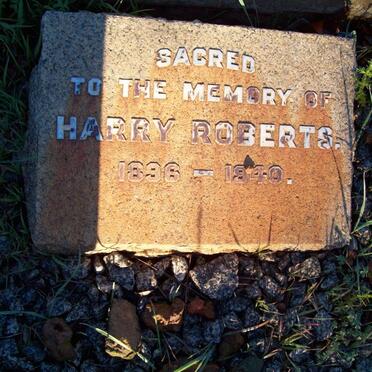 SACRED
TO THE MEMORY OF
HARRY ROBERTS.
1896 – 1940.